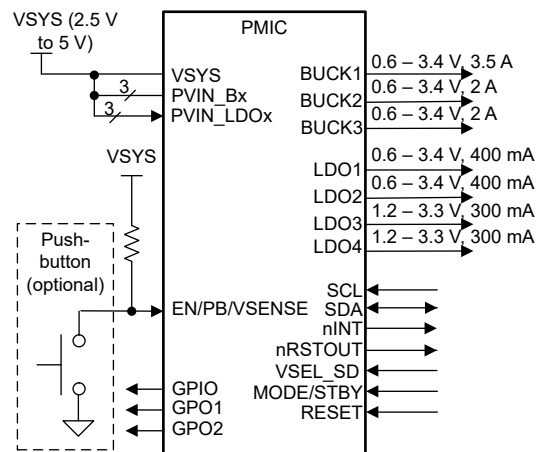 VSYS (2.5 V
to 5 V)
PMIC
VSYS
3
PVIN_Bx
3
PVIN_LDOx
BUCK1
0.6 – 3.4 V, 3.5 A
BUCK2
0.6 – 3.4 V, 2 A
BUCK3
0.6 – 3.4 V, 2 A
LDO1
0.6 – 3.4 V, 400 mA
LDO2
0.6 – 3.4 V, 400 mA
LDO3
1.2 – 3.3 V, 300 mA
LDO4
1.2 – 3.3 V, 300 mA
VSYS
Push-
button
(optional)
EN/PB/VSENSE
SCL
SDA
nINT
nRSTOUT
VSEL_SD
MODE/STBY
RESET
GPIO
GPO1
GPO2